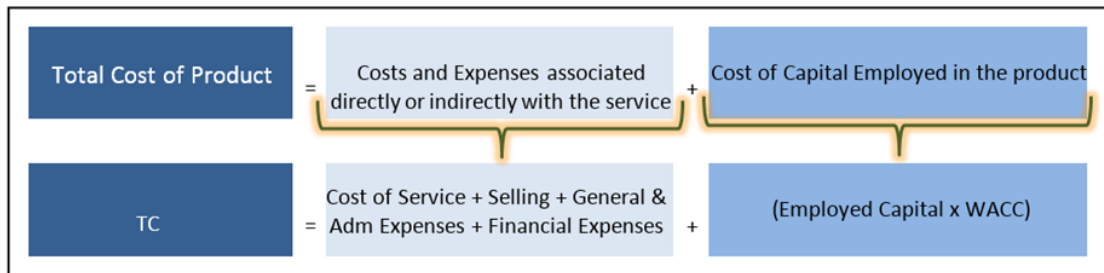 Total Cost of Product
=
Costs and Expenses associated
directly or indirectly with the service
+
Cost of Capital Employed in the product
TC
=
Cost of Service + Selling + General &
Adm Expenses + Financial Expenses
+
(Employed Capital x WACC)